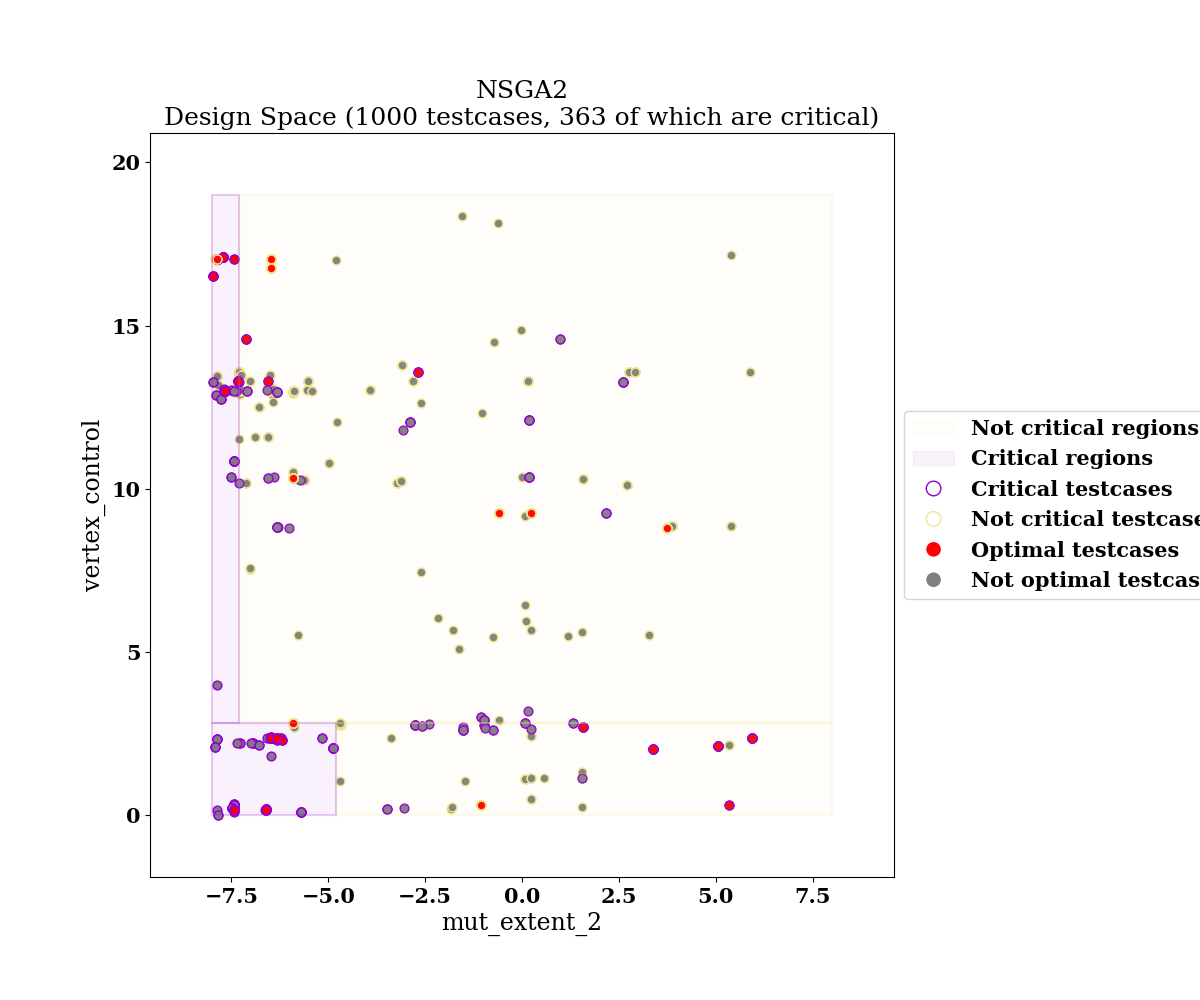 NSGA2
Design Space (1000 testcases, 363 of which are critical)
20
15
10
5
0
vertex_control
−7.5
−5.0
−2.5
0.0
2.5
5.0
7.5
mut_extent_2
Not critical regions
Critical regions
Critical testcases
Not critical testcase
Optimal testcases
Not optimal testcas